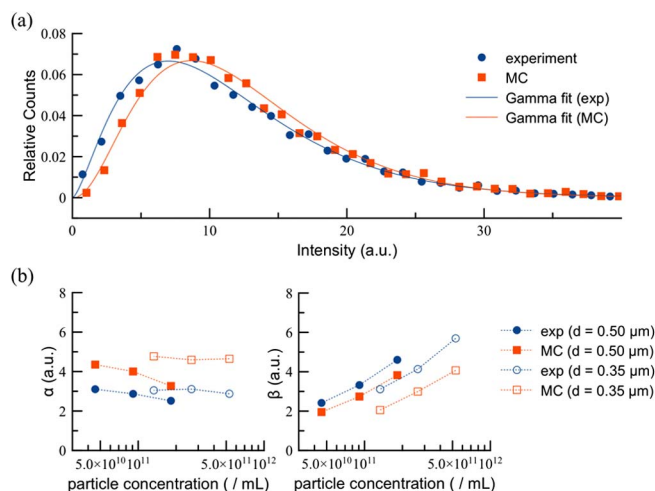 (a)
0.08
0.06
0.04
0.02
0
Relative Counts
experiment
MC
Gamma fit (exp)
Gamma fit (MC)
0 10 20 30
Intensity (a.u.)
(b)
8
6
4
2
0
α (a.u.)
5.0×10¹⁰10¹¹ 5.0×10¹¹10¹²
particle concentration ( / mL)
8
6
4
2
0
β (a.u.)
5.0×10¹⁰10¹¹ 5.0×10¹¹10¹²
particle concentration ( / mL)
exp (d = 0.50 μm)
MC (d = 0.50 μm)
exp (d = 0.35 μm)
MC (d = 0.35 μm)